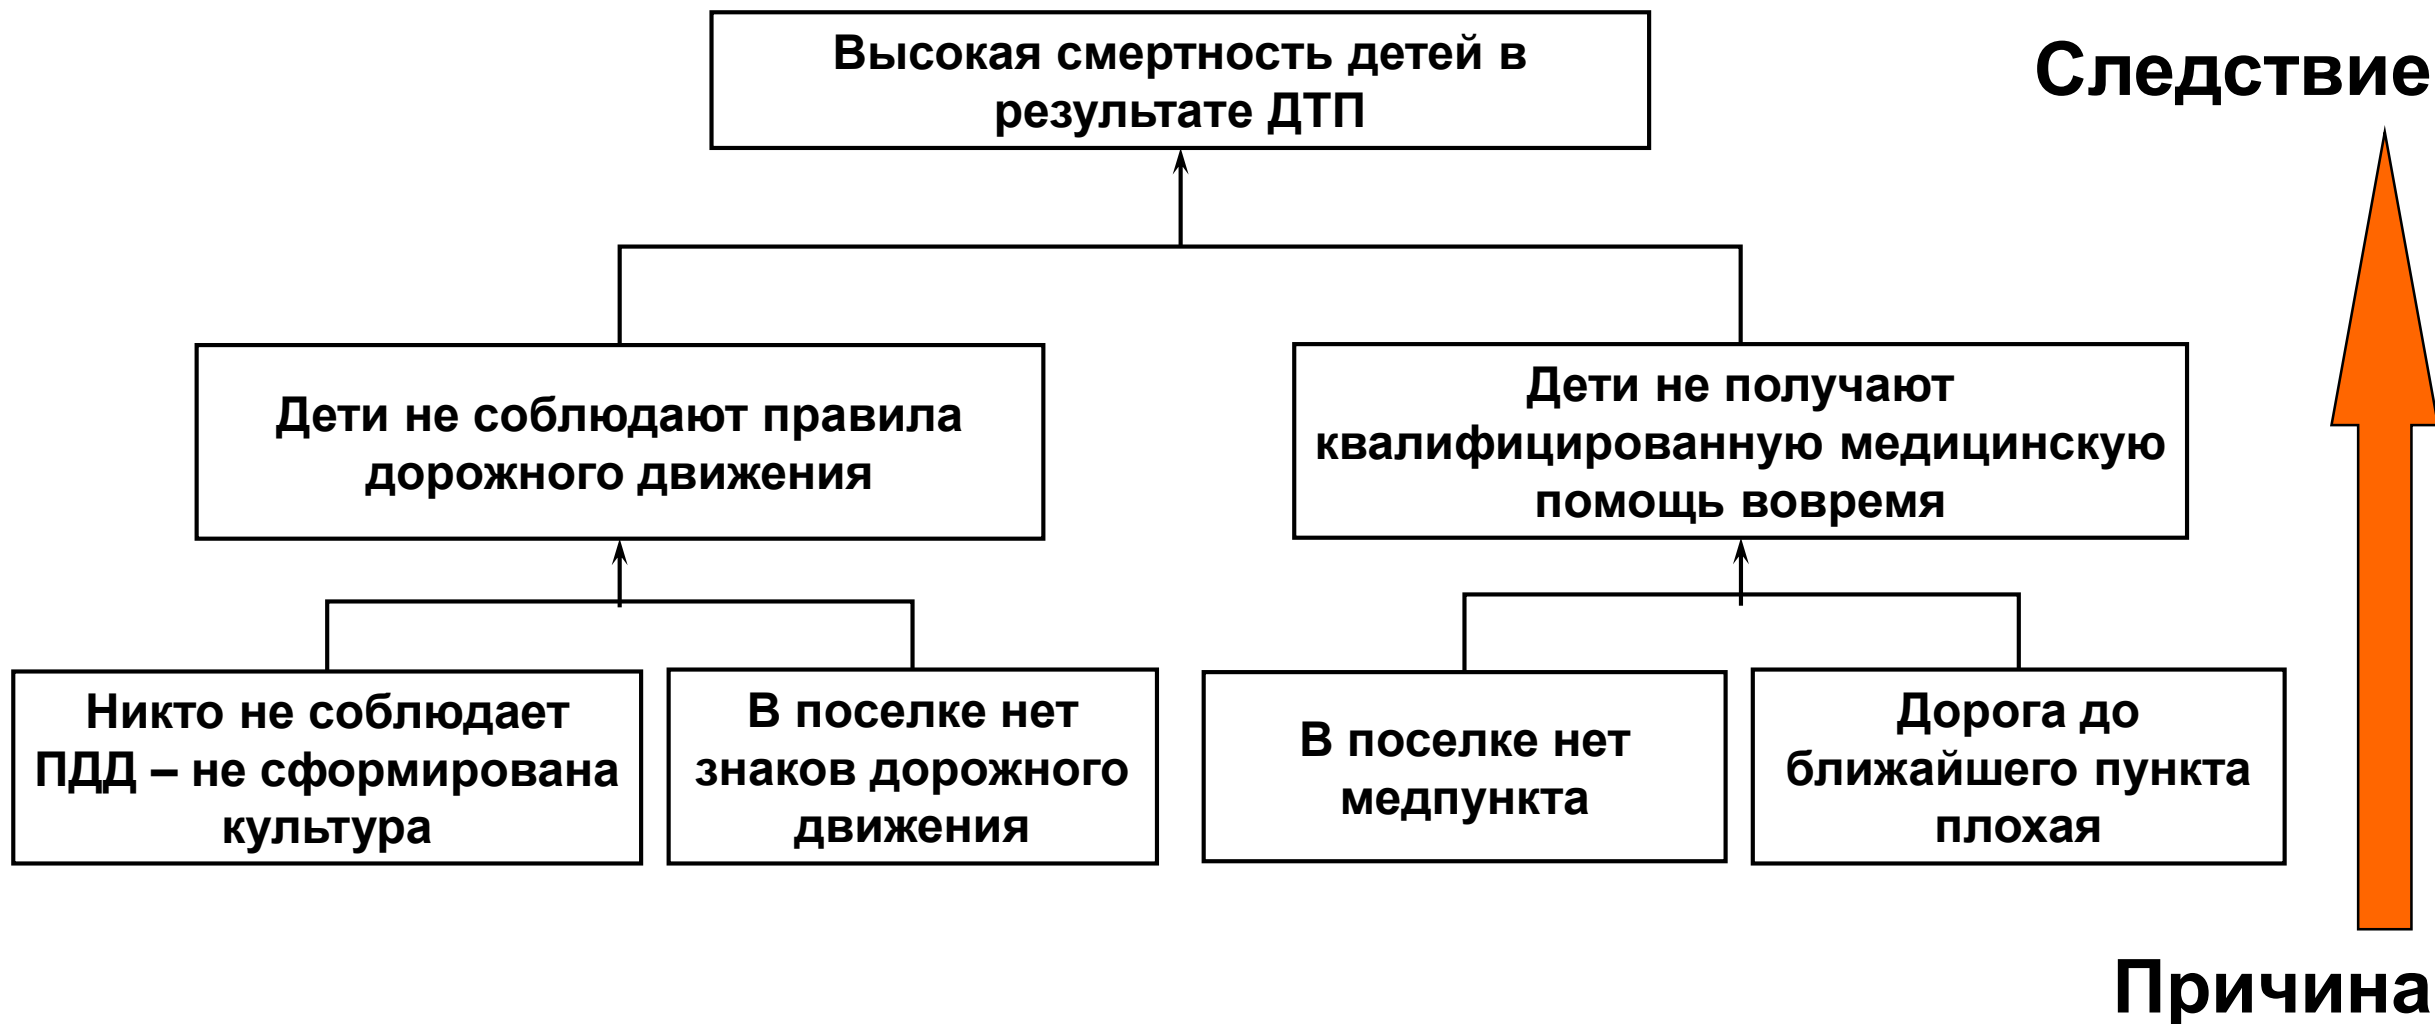 Высокая смертность детей в
результате ДТП
Следствие
Дети не соблюдают правила
дорожного движения
Дети не получают
квалифицированную медицинскую
помощь вовремя
Никто не соблюдает
ПДД – не сформирована
культура
В поселке нет
знаков дорожного
движения
В поселке нет
медпункта
Дорога до
ближайшего пункта
плохая
Причина